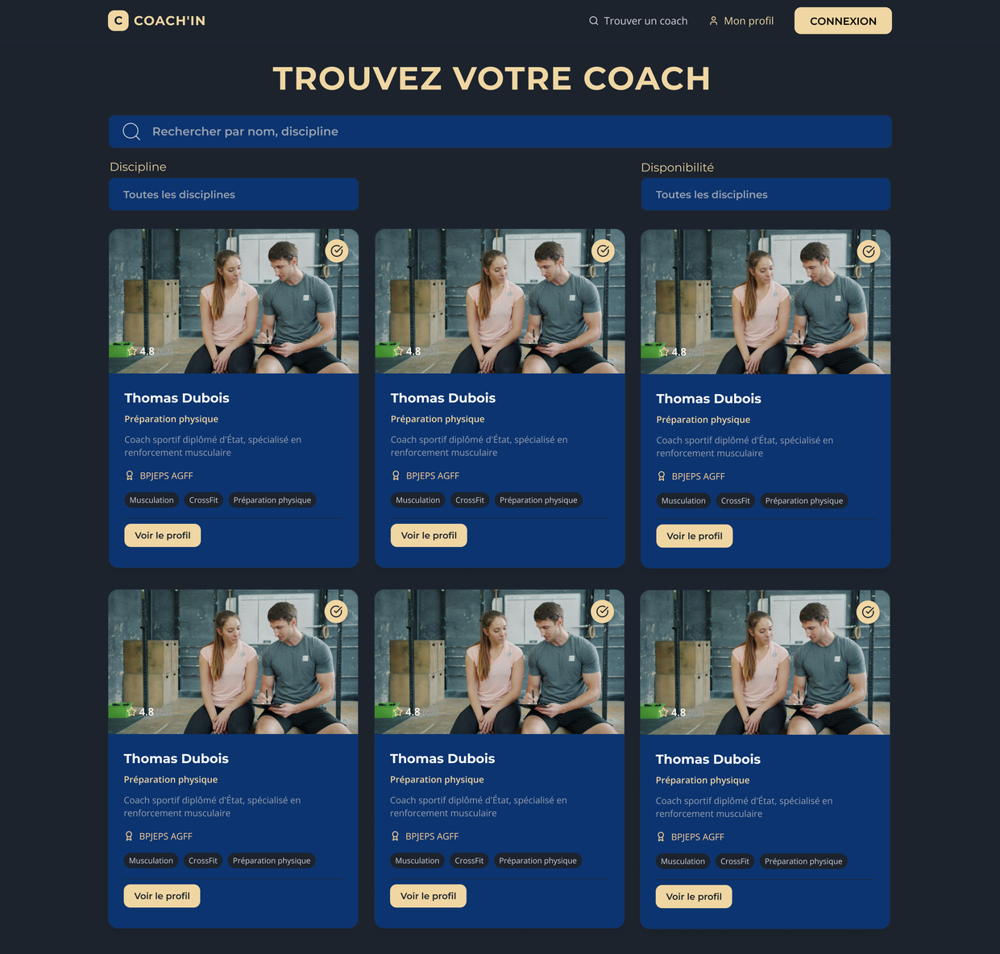 C COACH'IN
Trouver un coach
Mon profil
CONNEXION
TROUVEZ VOTRE COACH
Rechercher par nom, discipline
Discipline
Disponibilité
Toutes les disciplines
Toutes les disciplines
4.8 (62)
Thomas Dubois
Préparation physique
Coach sportif diplômé d'État, spécialisé en
renforcement musculaire
BPJEPS AGFF
Musculation CrossFit Préparation physique
Voir le profil
4.8 (62)
Thomas Dubois
Préparation physique
Coach sportif diplômé d'État, spécialisé en
renforcement musculaire
BPJEPS AGFF
Musculation CrossFit Préparation physique
Voir le profil
4.8 (62)
Thomas Dubois
Préparation physique
Coach sportif diplômé d'État, spécialisé en
renforcement musculaire
BPJEPS AGFF
Musculation CrossFit Préparation physique
Voir le profil
4.8 (62)
Thomas Dubois
Préparation physique
Coach sportif diplômé d'État, spécialisé en
renforcement musculaire
BPJEPS AGFF
Musculation CrossFit Préparation physique
Voir le profil
4.8 (62)
Thomas Dubois
Préparation physique
Coach sportif diplômé d'État, spécialisé en
renforcement musculaire
BPJEPS AGFF
Musculation CrossFit Préparation physique
Voir le profil
4.8 (62)
Thomas Dubois
Préparation physique
Coach sportif diplômé d'État, spécialisé en
renforcement musculaire
BPJEPS AGFF
Musculation CrossFit Préparation physique
Voir le profil